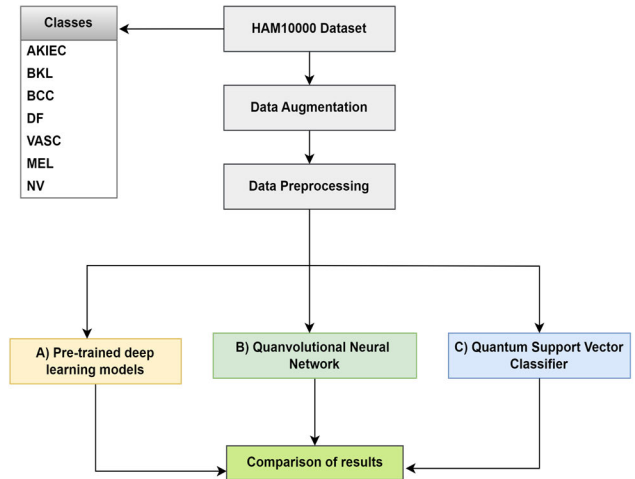 Classes
AKIEC
BKL
BCC
DF
VASC
MEL
NV
HAM10000 Dataset
Data Augmentation
Data Preprocessing
A) Pre-trained deep
learning models
B) Quanvolutional Neural
Network
C) Quantum Support Vector
Classifier
Comparison of results